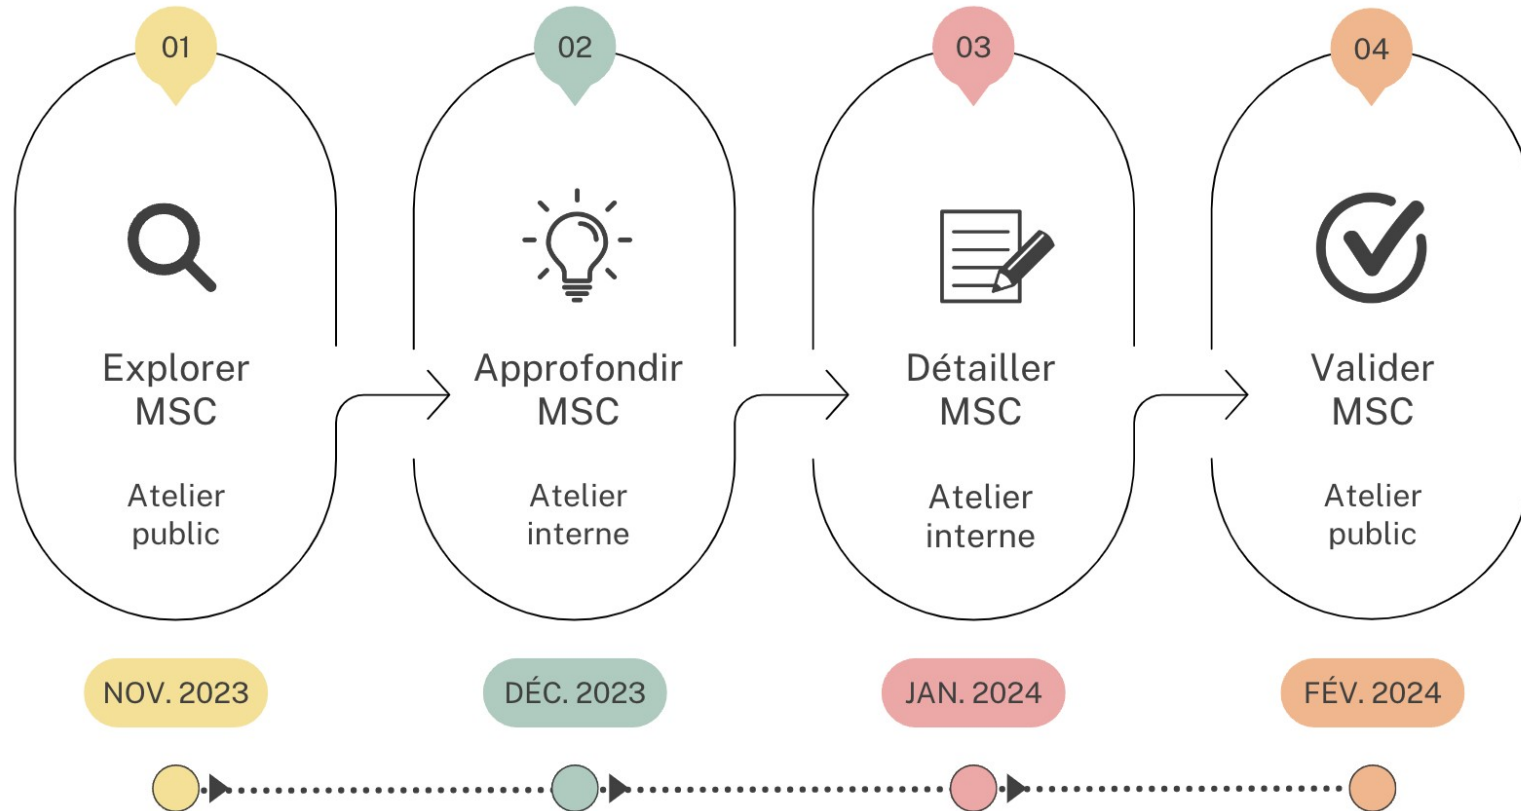 01
Explorer
MSC
Atelier
public
NOV. 2023
02
Approfondir
MSC
Atelier
interne
DÉC. 2023
03
Détailler
MSC
Atelier
interne
JAN. 2024
04
Valider
MSC
Atelier
public
FÉV. 2024